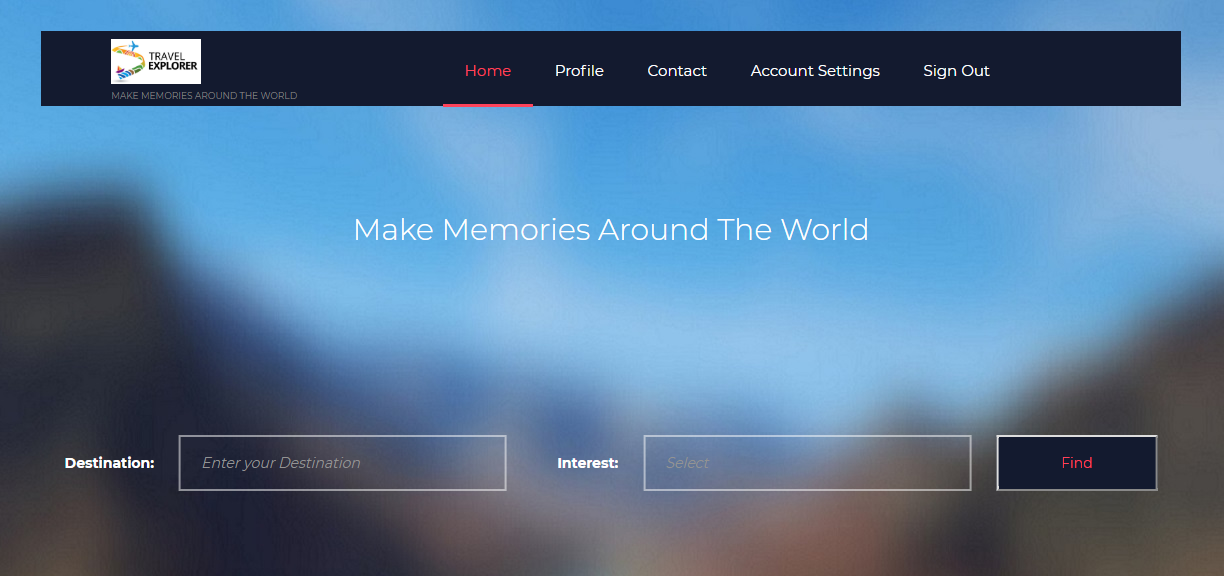 TRAVEL
EXPLORER
MAKE MEMORIES AROUND THE WORLD
Home Profile Contact Account Settings Sign Out
Make Memories Around The World
Destination: Enter your Destination Interest: Select Find